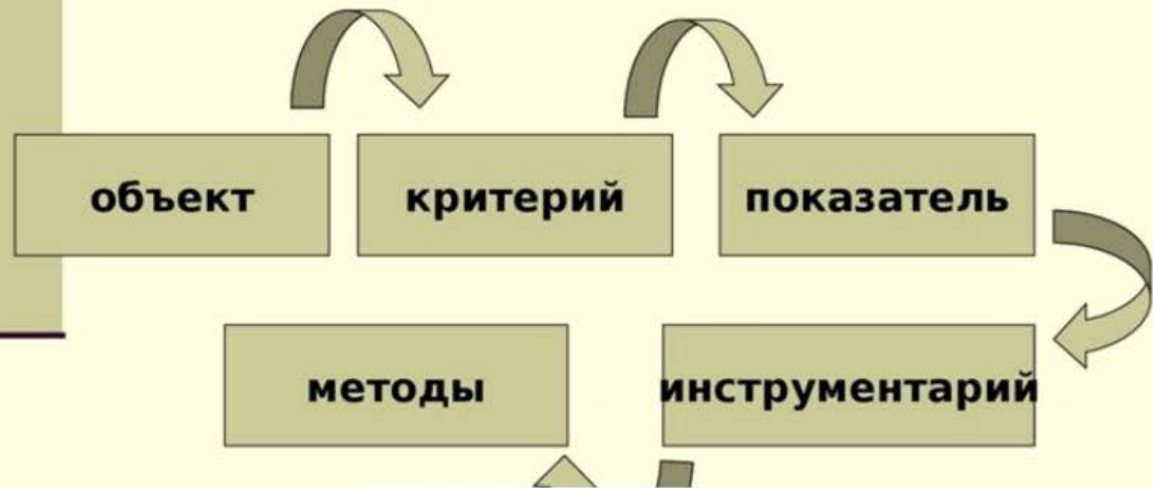 объект
критерий
показатель
методы
инструментарий